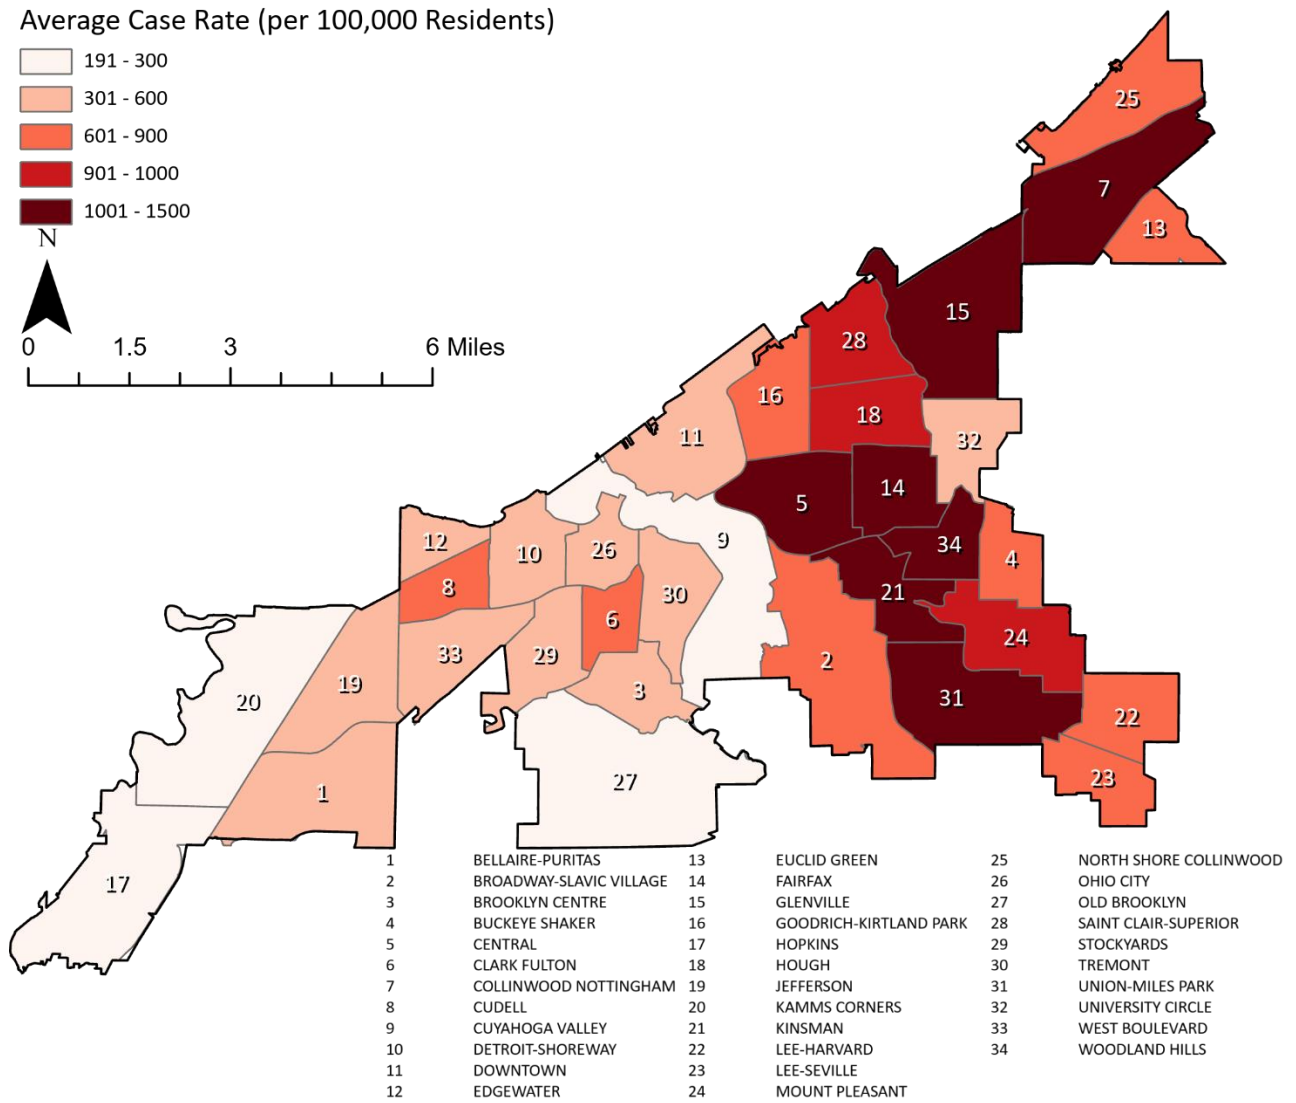 Average Case Rate (per 100,000 Residents)
191 - 300
301 - 600
601 - 900
901 - 1000
1001 - 1500
N
0 1.5 3 6 Miles
25
7
13
15
28
16
18
11
32
14
5
9
12
10
26
34
4
8
30
21
6
24
33
29
2
19
3
20
31
22
27
23
1
17
1 BELLAIRE-PURITAS 13 EUCLID GREEN 25 NORTH SHORE COLLINWOOD
2 BROADWAY-SLAVIC VILLAGE 14 FAIRFAX 26 OHIO CITY
3 BROOKLYN CENTRE 15 GLENVILLE 27 OLD BROOKLYN
4 BUCKEYE SHAKER 16 GOODRICH-KIRTLAND PARK 28 SAINT CLAIR-SUPERIOR
5 CENTRAL 17 HOPKINS 29 STOCKYARDS
6 CLARK FULTON 18 HOUGH 30 TREMONT
7 COLLINWOOD NOTTINGHAM 19 JEFFERSON 31 UNION-MILES PARK
8 CUDELL 20 KAMMS CORNERS 32 UNIVERSITY CIRCLE
9 CUYAHOGA VALLEY 21 KINSMAN 33 WEST BOULEVARD
10 DETROIT-SHOREWAY 22 LEE-HARVARD 34 WOODLAND HILLS
11 DOWNTOWN 23 LEE-SEVILLE
12 EDGEWATER 24 MOUNT PLEASANT